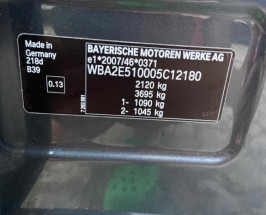 Made in
Germany
218d
B39
0.13
BAYERISCHE MOTOREN WERKE AG
e1*2007/46*0371
WBA2E510005C12180
2120 kg
3695 kg
1- 1090 kg
2- 1045 kg